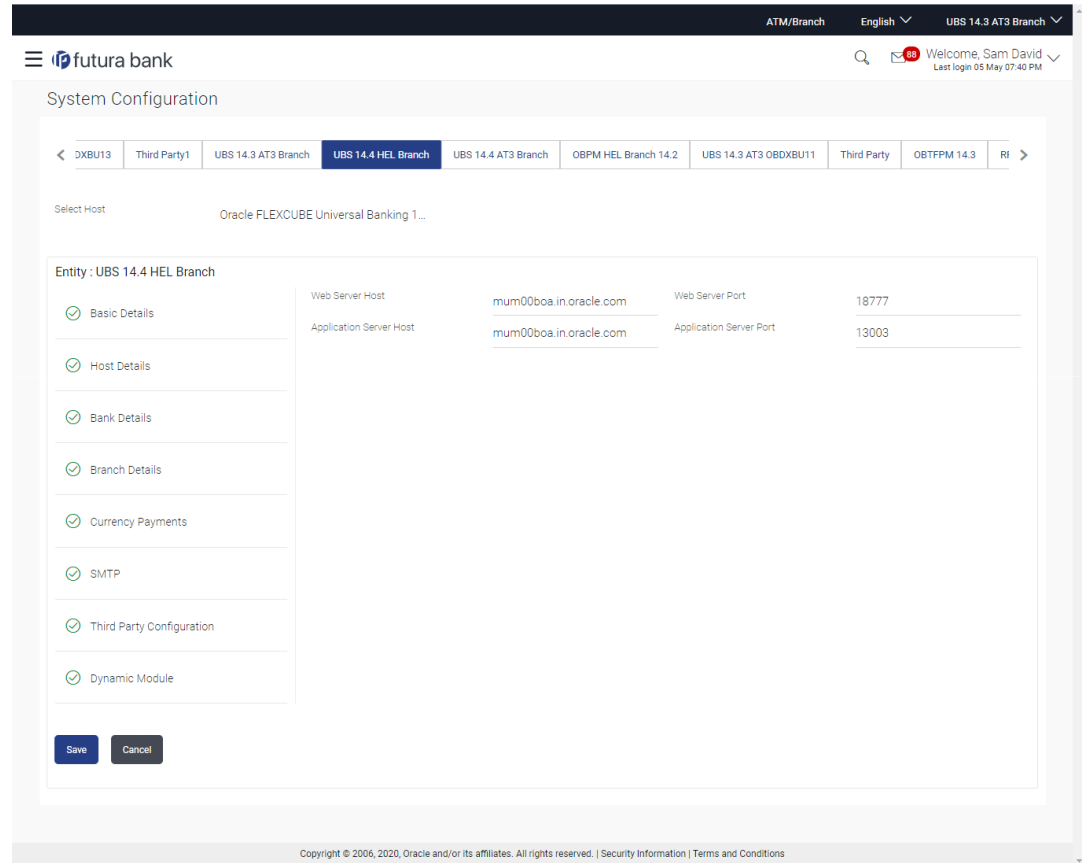 ATM/Branch English UBS 14.3 AT3 Branch
futura bank
88 Welcome, Sam David
Last login 05 May 07:40 PM
System Configuration
DXBU13 Third Party1 UBS 14.3 AT3 Branch UBS 14.4 HEL Branch UBS 14.4 AT3 Branch OBPM HEL Branch 14.2 UBS 14.3 AT3 OBDXBU11 Third Party OBTFPM 14.3
Select Host Oracle FLEXCUBE Universal Banking 1...
Entity : UBS 14.4 HEL Branch
Web Server Host mum00boa.in.oracle.com Web Server Port 18777
Application Server Host mum00boa.in.oracle.com Application Server Port 13003
Basic Details
Host Details
Bank Details
Branch Details
Currency Payments
SMTP
Third Party Configuration
Dynamic Module
Save Cancel
Copyright © 2006, 2020, Oracle and/or its affiliates. All rights reserved. | Security Information | Terms and Conditions